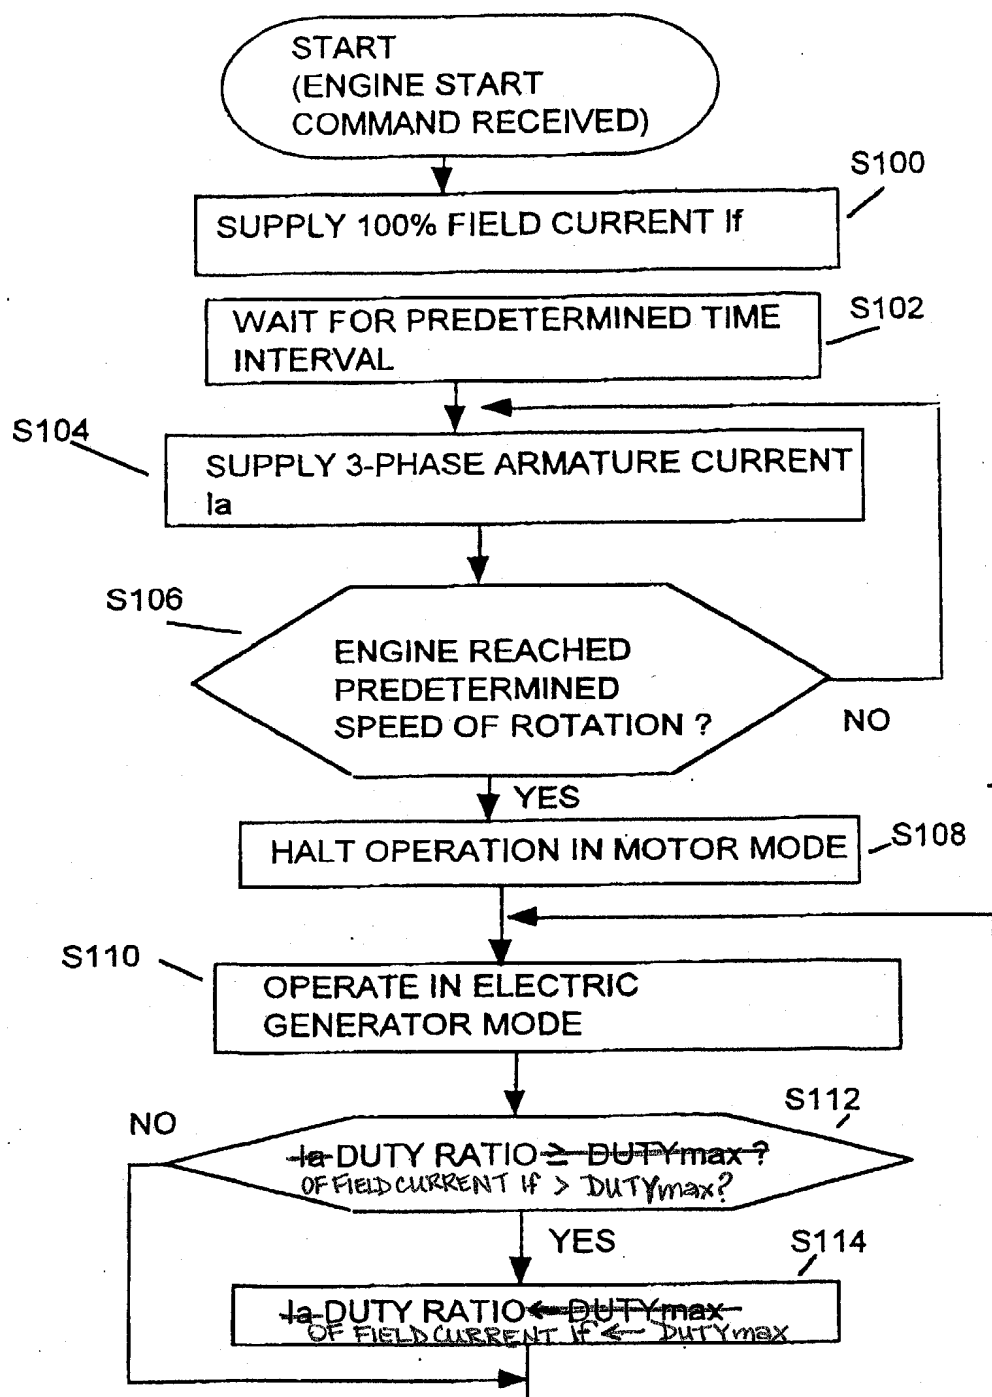 START
(ENGINE START
COMMAND RECEIVED)
S100
SUPPLY 100% FIELD CURRENT If
S102
WAIT FOR PREDETERMINED TIME
INTERVAL
S104
SUPPLY 3-PHASE ARMATURE CURRENT
Ia
S106
ENGINE REACHED
PREDETERMINED
SPEED OF ROTATION ?
NO
YES
HALT OPERATION IN MOTOR MODE
S108
S110
OPERATE IN ELECTRIC
GENERATOR MODE
S112
NO
Ia DUTY RATIO ≥ DUTYmax ?
OF FIELD CURRENT If > DUTYmax?
YES
S114
Ia DUTY RATIO ← DUTYmax
OF FIELD CURRENT If ← DUTYmax